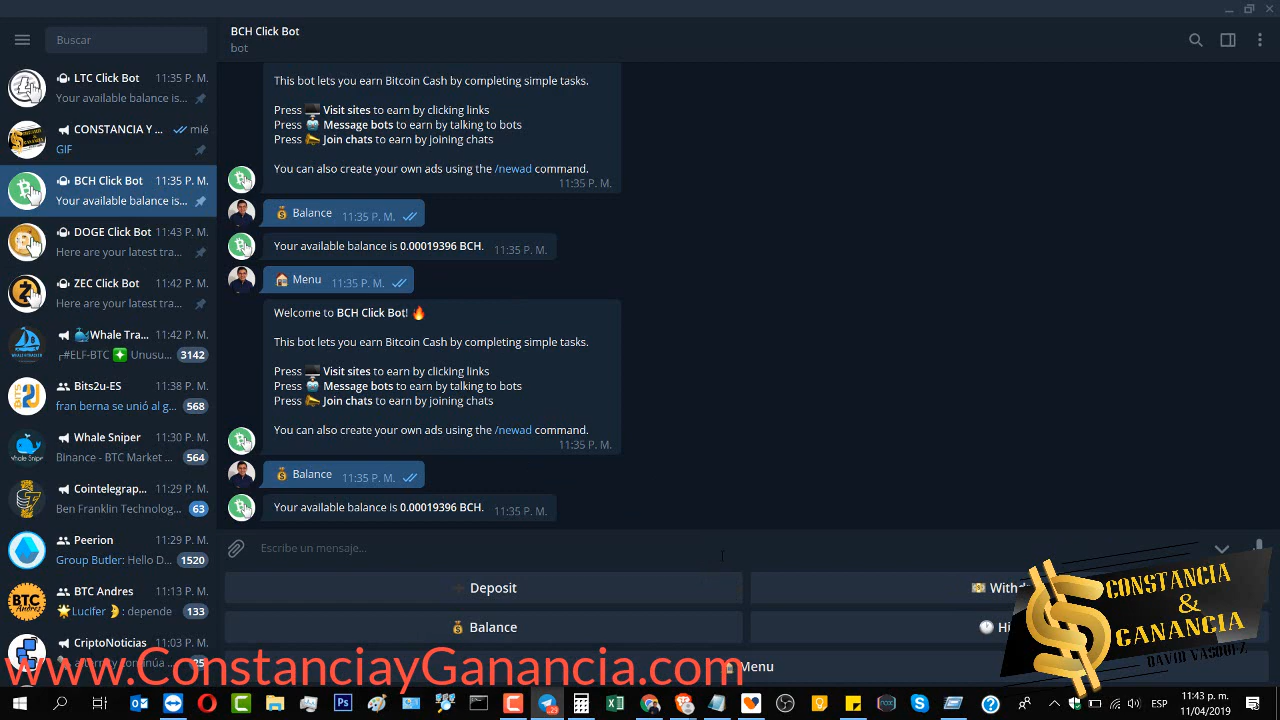 Buscar
BCH Click Bot
bot
LTC Click Bot 11:35 P. M.
Your available balance is...
CONSTANCIA Y ... mié
GIF
BCH Click Bot 11:35 P. M.
Your available balance is...
DOGE Click Bot 11:43 P. M.
Here are your latest tra...
ZEC Click Bot 11:42 P. M.
Here are your latest tra...
Whale Tra... 11:42 P. M.
┌#ELF-BTC Unusu... 3142
Bits2u-ES 11:38 P. M.
fran berna se unió al g... 568
Whale Sniper 11:30 P. M.
Binance - BTC Market ... 564
Cointelegrap... 11:29 P. M.
Ben Franklin Technolog... 63
Peerion 11:29 P. M.
Group Butler: Hello D... 1520
BTC Andres 11:13 P. M.
Lucifer : depende 133
CriptoNoticias 11:03 P. M.
25
This bot lets you earn Bitcoin Cash by completing simple tasks.
Press Visit sites to earn by clicking links
Press Message bots to earn by talking to bots
Press Join chats to earn by joining chats
You can also create your own ads using the /newad command.
11:35 P. M.
Balance 11:35 P. M.
Your available balance is 0.00019396 BCH. 11:35 P. M.
Menu 11:35 P. M.
Welcome to BCH Click Bot!
This bot lets you earn Bitcoin Cash by completing simple tasks.
Press Visit sites to earn by clicking links
Press Message bots to earn by talking to bots
Press Join chats to earn by joining chats
You can also create your own ads using the /newad command.
11:35 P. M.
Balance 11:35 P. M.
Your available balance is 0.00019396 BCH. 11:35 P. M.
Escribe un mensaje...
Deposit
Balance
Menu
CONSTANCIA
&
GANANCIA
DAVID VASQUEZ
www.ConstanciayGanancia.com
ESP
11:43 p. m.
11/04/2019